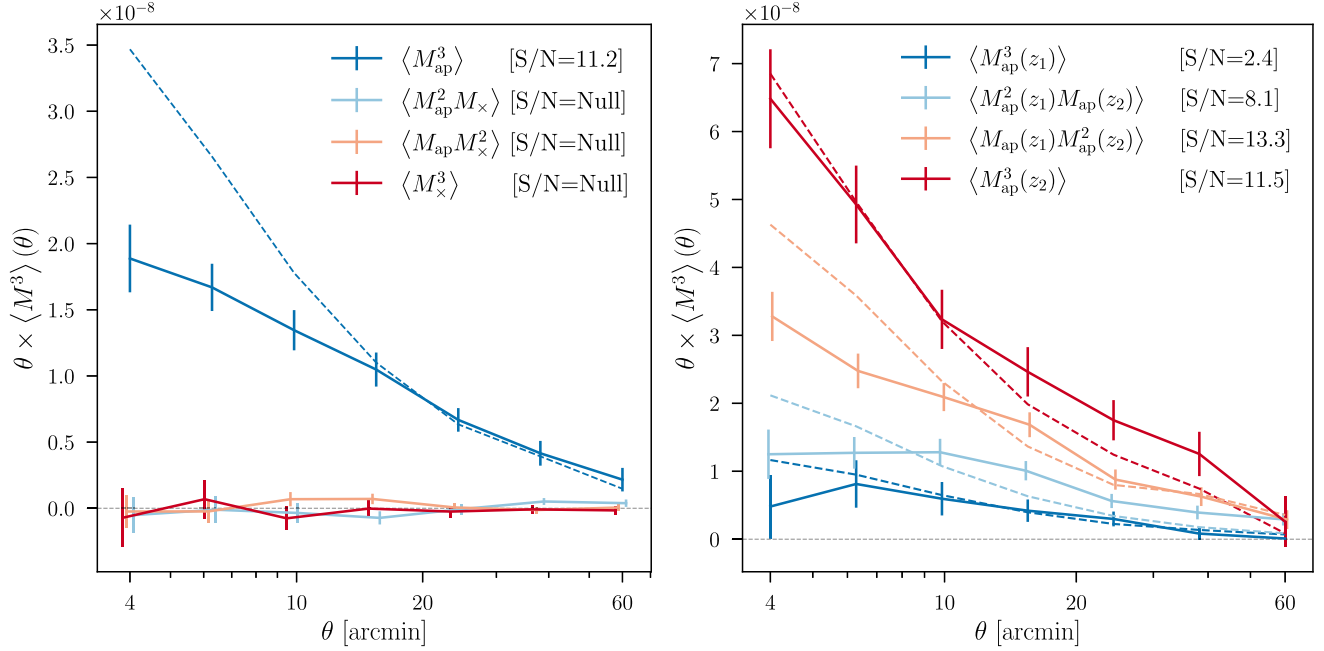 ×10⁻⁸
3.5
3.0
2.5
2.0
1.5
1.0
0.5
0.0
θ × ⟨M³⟩(θ)
⟨M³ₐₚ⟩ [S/N=11.2]
⟨M²ₐₚM×⟩ [S/N=Null]
⟨MₐₚM²×⟩ [S/N=Null]
⟨M³×⟩ [S/N=Null]
4 10 20 60
θ [arcmin]
×10⁻⁸
7
6
5
4
3
2
1
0
θ × ⟨M³⟩(θ)
⟨M³ₐₚ(z₁)⟩ [S/N=2.4]
⟨M²ₐₚ(z₁)Mₐₚ(z₂)⟩ [S/N=8.1]
⟨Mₐₚ(z₁)M²ₐₚ(z₂)⟩ [S/N=13.3]
⟨M³ₐₚ(z₂)⟩ [S/N=11.5]
4 10 20 60
θ [arcmin]